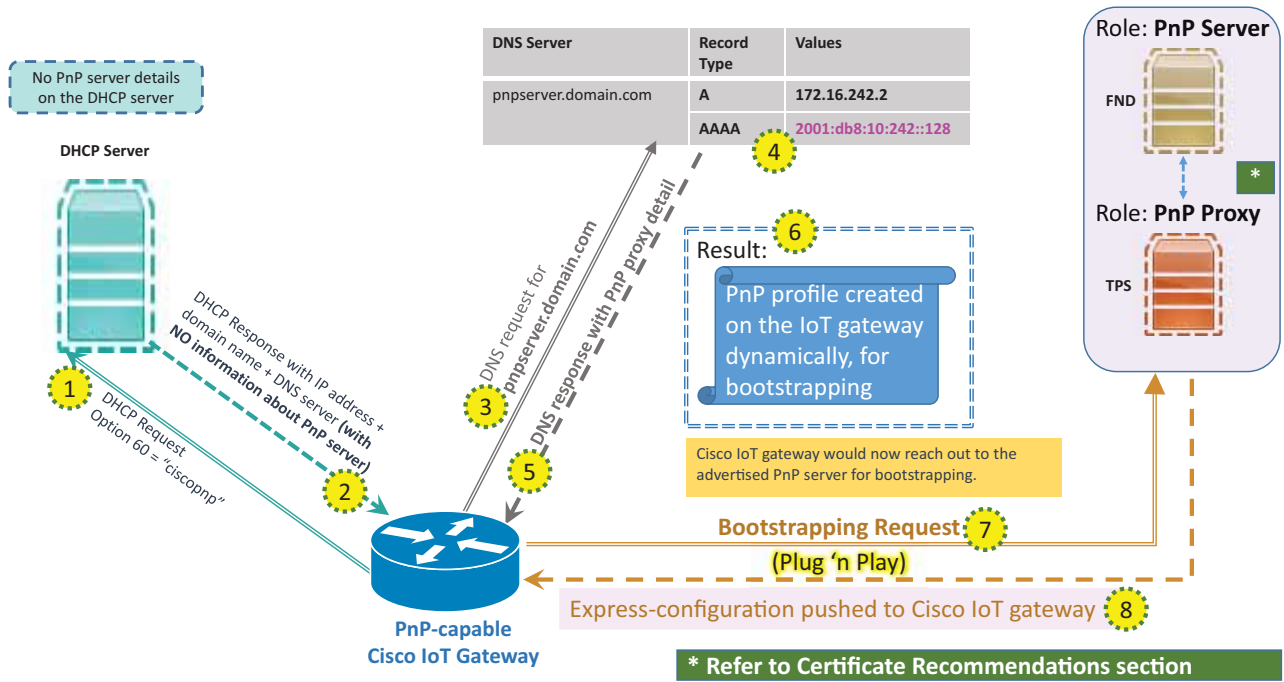 No PnP server details
on the DHCP server
DHCP Server
DNS Server
Record
Type
Values
pnpserver.domain.com
A
172.16.242.2
AAAA
2001:db8:10:242::128
4
Role: PnP Server
FND
*
Role: PnP Proxy
TPS
1
DHCP Request
Option 60 = “ciscopnp”
DHCP Response with IP address +
domain name + DNS server (with
NO information about PnP server)
2
DNS request for
pnpserver.domain.com
3
DNS response with PnP proxy detail
5
6
Result:
PnP profile created
on the IoT gateway
dynamically, for
bootstrapping
Cisco IoT gateway would now reach out to the
advertised PnP server for bootstrapping.
Bootstrapping Request
7
(Plug ‘n Play)
Express-configuration pushed to Cisco IoT gateway
8
PnP-capable
Cisco IoT Gateway
* Refer to Certificate Recommendations section